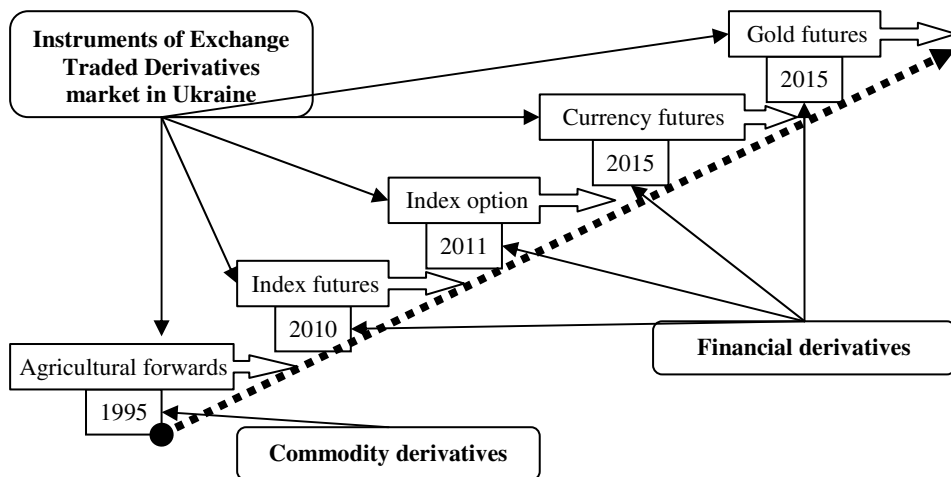 Instruments of Exchange
Traded Derivatives
market in Ukraine
Gold futures
2015
Currency futures
2015
Index option
2011
Index futures
2010
Financial derivatives
Agricultural forwards
1995
Commodity derivatives